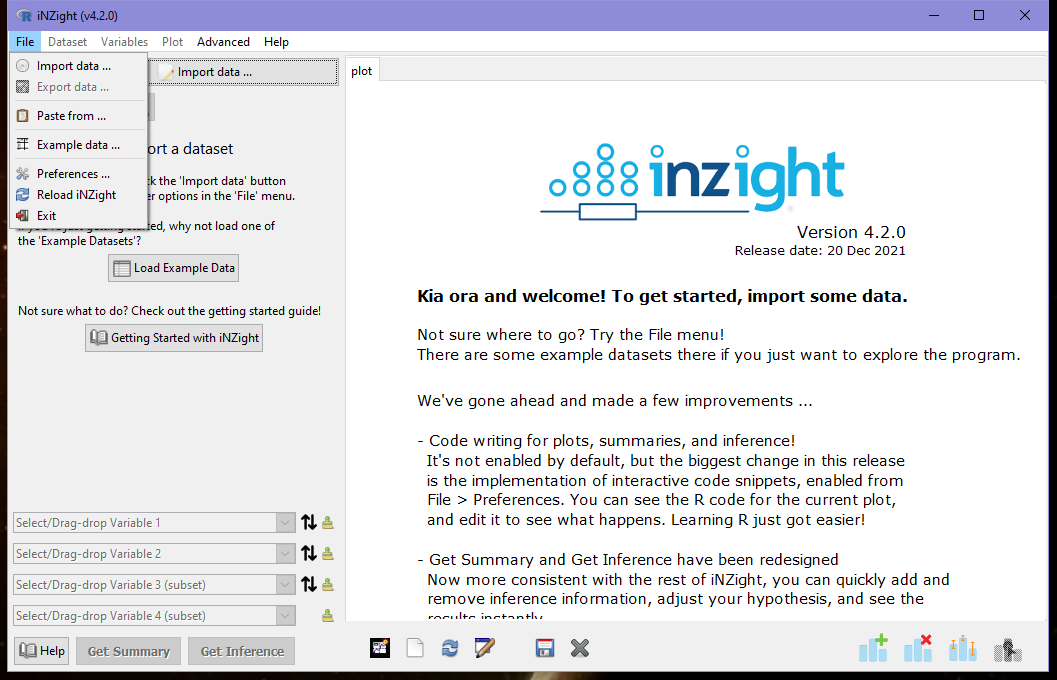 iNZight (v4.2.0)
File Dataset Variables Plot Advanced Help
Import data ...
Export data ...
Paste from ...
Example data ...
Preferences ...
Reload iNZight
Exit
Import data ...
ort a dataset
k the 'Import data' button
er options in the 'File' menu.
started, why not load one of
the 'Example Datasets'?
Load Example Data
Not sure what to do? Check out the getting started guide!
Getting Started with iNZight
Select/Drag-drop Variable 1
Select/Drag-drop Variable 2
Select/Drag-drop Variable 3 (subset)
Select/Drag-drop Variable 4 (subset)
Help Get Summary Get Inference
plot
inzight
Version 4.2.0
Release date: 20 Dec 2021
Kia ora and welcome! To get started, import some data.
Not sure where to go? Try the File menu!
There are some example datasets there if you just want to explore the program.
We've gone ahead and made a few improvements ...
- Code writing for plots, summaries, and inference!
It's not enabled by default, but the biggest change in this release
is the implementation of interactive code snippets, enabled from
File > Preferences. You can see the R code for the current plot,
and edit it to see what happens. Learning R just got easier!
- Get Summary and Get Inference have been redesigned
Now more consistent with the rest of iNZight, you can quickly add and
remove inference information, adjust your hypothesis, and see the
results instantly